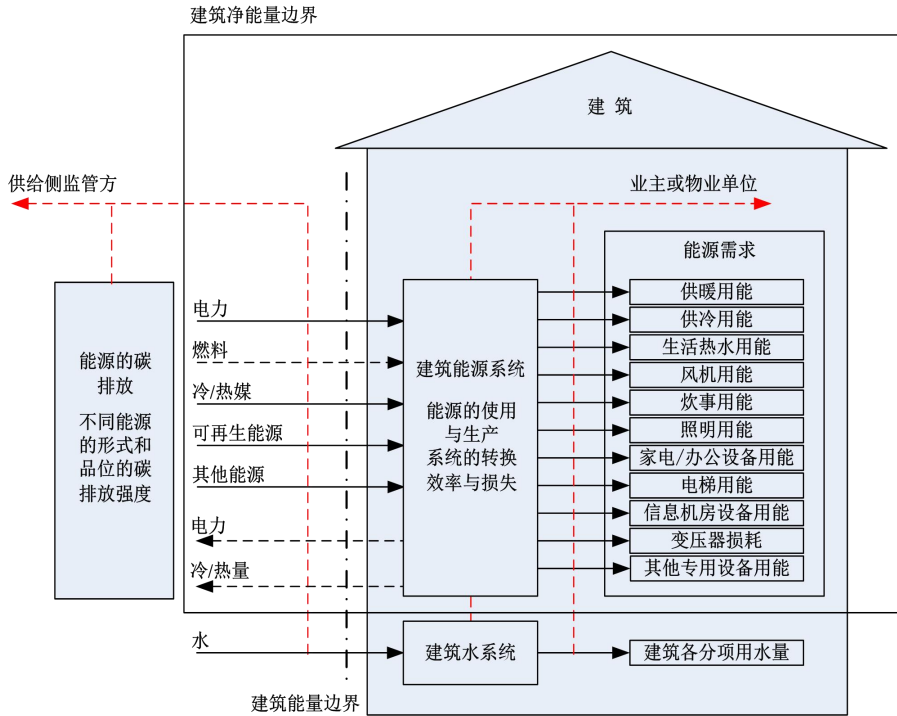 建筑净能量边界
建 筑
供给侧监管方
业主或物业单位
能源需求
能源的碳
排放
不同能源
的形式和
品位的碳
排放强度
电力
燃料
冷/热媒
可再生能源
其他能源
电力
冷/热量
水
建筑能源系统
能源的使用
与生产
系统的转换
效率与损失
供暖用能
供冷用能
生活热水用能
风机用能
炊事用能
照明用能
家电/办公设备用能
电梯用能
信息机房设备用能
变压器损耗
其他专用设备用能
建筑水系统
建筑各分项用水量
建筑能量边界